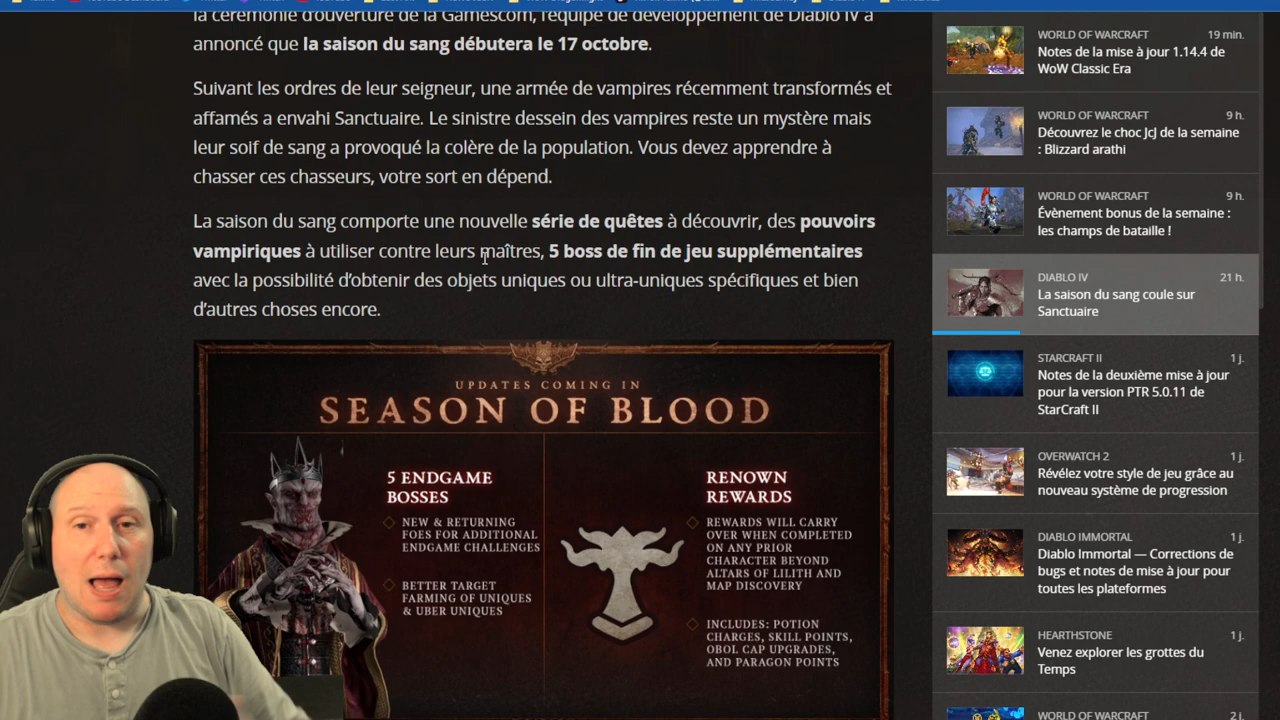 la cérémonie d'ouverture de la Gamescom, l'équipe de développement de Diablo IV a
annoncé que la saison du sang débutera le 17 octobre.
Suivant les ordres de leur seigneur, une armée de vampires récemment transformés et
affamés a envahi Sanctuaire. Le sinistre dessein des vampires reste un mystère mais
leur soif de sang a provoqué la colère de la population. Vous devez apprendre à
chasser ces chasseurs, votre sort en dépend.
La saison du sang comporte une nouvelle série de quêtes à découvrir, des pouvoirs
vampiriques à utiliser contre leurs maîtres, 5 boss de fin de jeu supplémentaires
avec la possibilité d'obtenir des objets uniques ou ultra-uniques spécifiques et bien
d'autres choses encore.
UPDATES COMING IN
SEASON OF BLOOD
5 ENDGAME
BOSSES
NEW & RETURNING
FOES FOR ADDITIONAL
ENDGAME CHALLENGES
BETTER TARGET
FARMING OF UNIQUES
& UBER UNIQUES
RENOWN
REWARDS
REWARDS WILL CARRY
OVER WHEN COMPLETED
ON ANY PRIOR
CHARACTER BEYOND
ALTARS OF LILITH AND
MAP DISCOVERY
INCLUDES: POTION
CHARGES, SKILL POINTS,
OBOL CAP UPGRADES,
AND PARAGON POINTS
WORLD OF WARCRAFT 19 min.
Notes de la mise à jour 1.14.4 de
WoW Classic Era
WORLD OF WARCRAFT 9 h.
Découvrez le choc JcJ de la semaine
: Blizzard arathi
WORLD OF WARCRAFT 9 h.
Évènement bonus de la semaine :
les champs de bataille !
DIABLO IV 21 h.
La saison du sang coule sur
Sanctuaire
STARCRAFT II 1 j.
Notes de la deuxième mise à jour
pour la version PTR 5.0.11 de
StarCraft II
OVERWATCH 2 1 j.
Révélez votre style de jeu grâce au
nouveau système de progression
DIABLO IMMORTAL 1 j.
Diablo Immortal — Corrections de
bugs et notes de mise à jour pour
toutes les plateformes
HEARTHSTONE 1 j.
Venez explorer les grottes du
Temps
WORLD OF WARCRAFT 2 j.